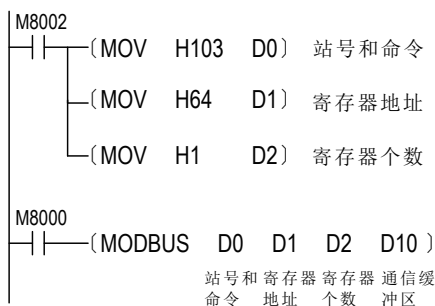 M8002
(MOV H103 D0) 站号和命令
(MOV H64 D1) 寄存器地址
(MOV H1 D2) 寄存器个数
M8000
(MODBUS D0 D1 D2 D10)
站号和 寄存器 寄存器 通信缓
命令 地址 个数 冲区